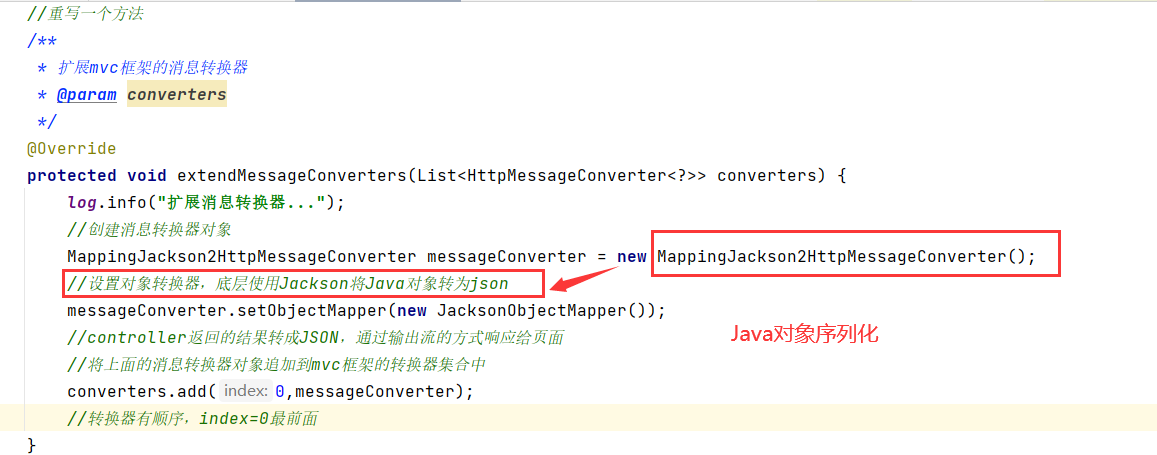 //重写一个方法
/**
* 扩展mvc框架的消息转换器
* @param converters
*/
@Override
protected void extendMessageConverters(List<HttpMessageConverter<?>> converters) {
log.info("扩展消息转换器...");
//创建消息转换器对象
MappingJackson2HttpMessageConverter messageConverter = new MappingJackson2HttpMessageConverter();
//设置对象转换器，底层使用Jackson将Java对象转为json
messageConverter.setObjectMapper(new JacksonObjectMapper());
//controller返回的结果转成JSON，通过输出流的方式响应给页面
Java对象序列化
//将上面的消息转换器对象追加到mvc框架的转换器集合中
converters.add( index: 0,messageConverter);
//转换器有顺序，index=0最前面
}